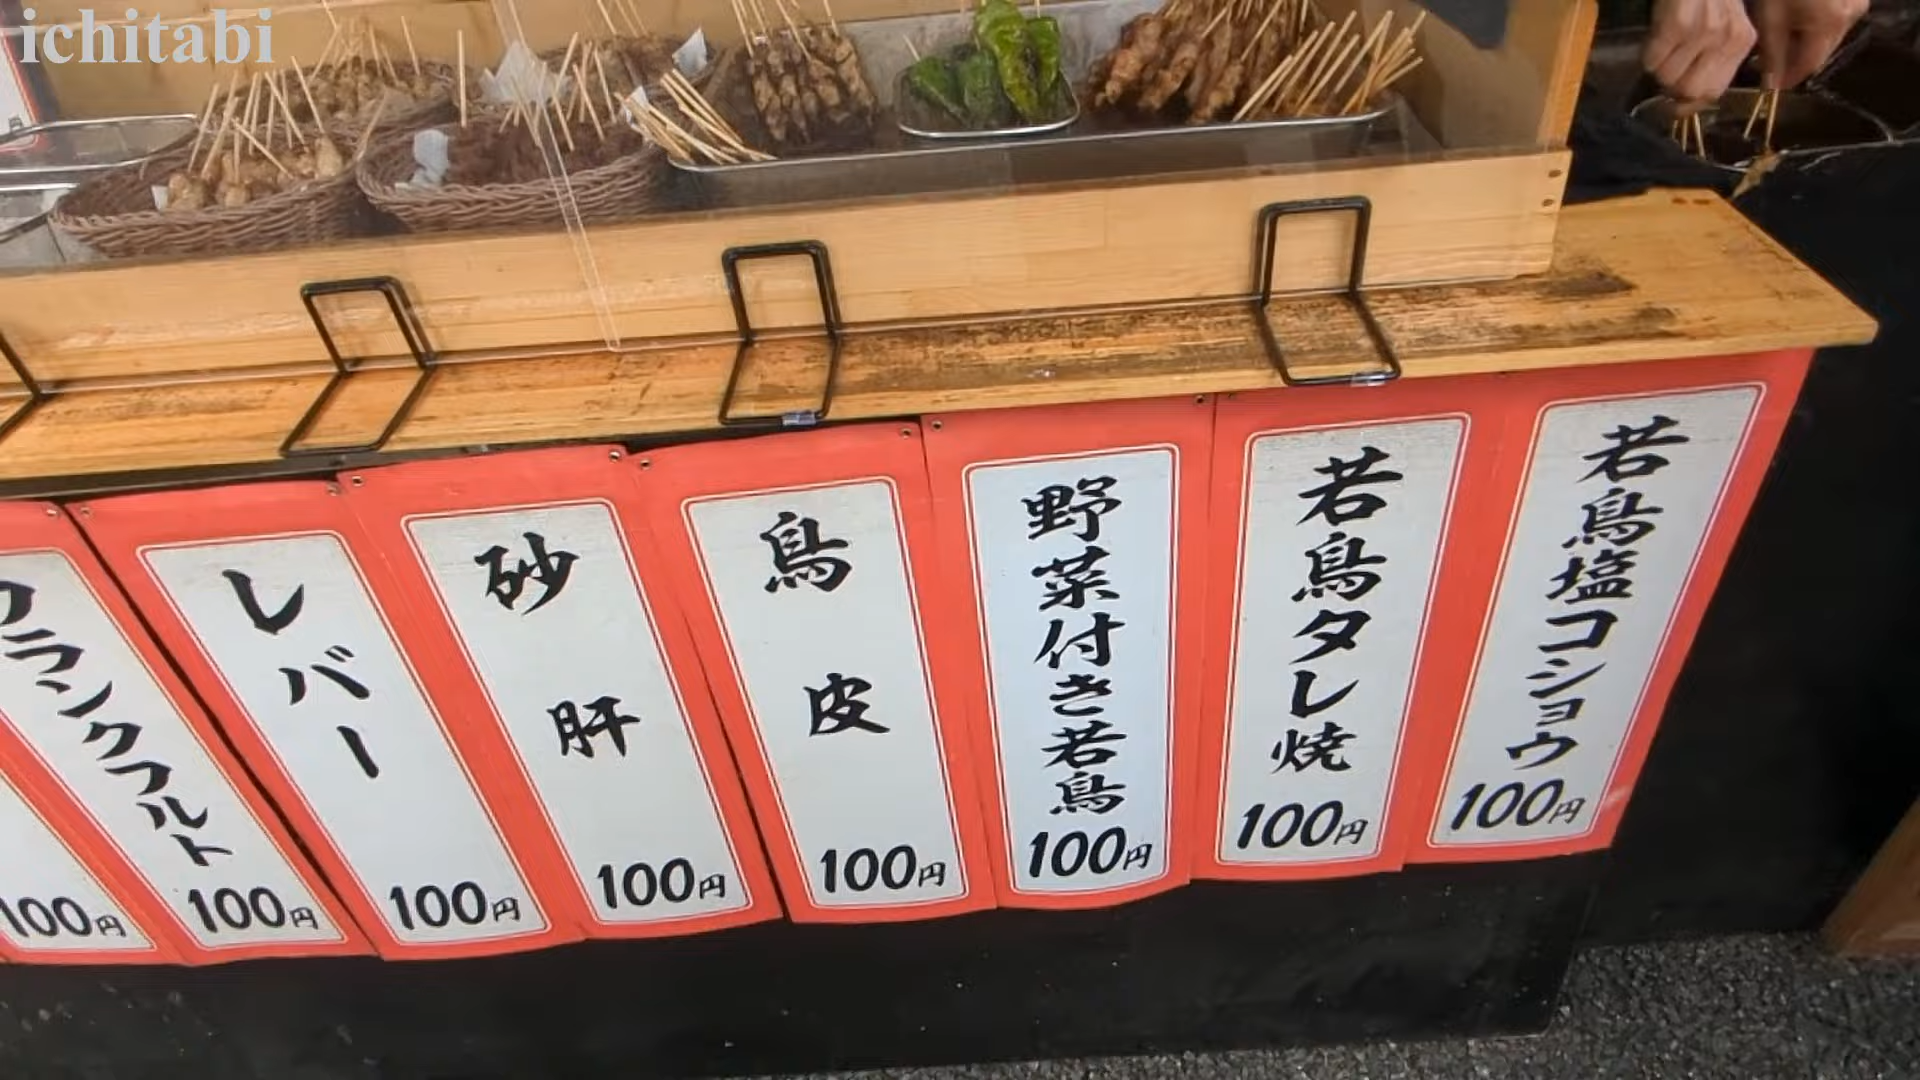 ichitabi
若鳥塩コショウ
100円
若鳥タレ焼
100円
野菜付き若鳥
100円
鳥皮
100円
砂肝
100円
レバー
100円
フランクフルト
100円
100円